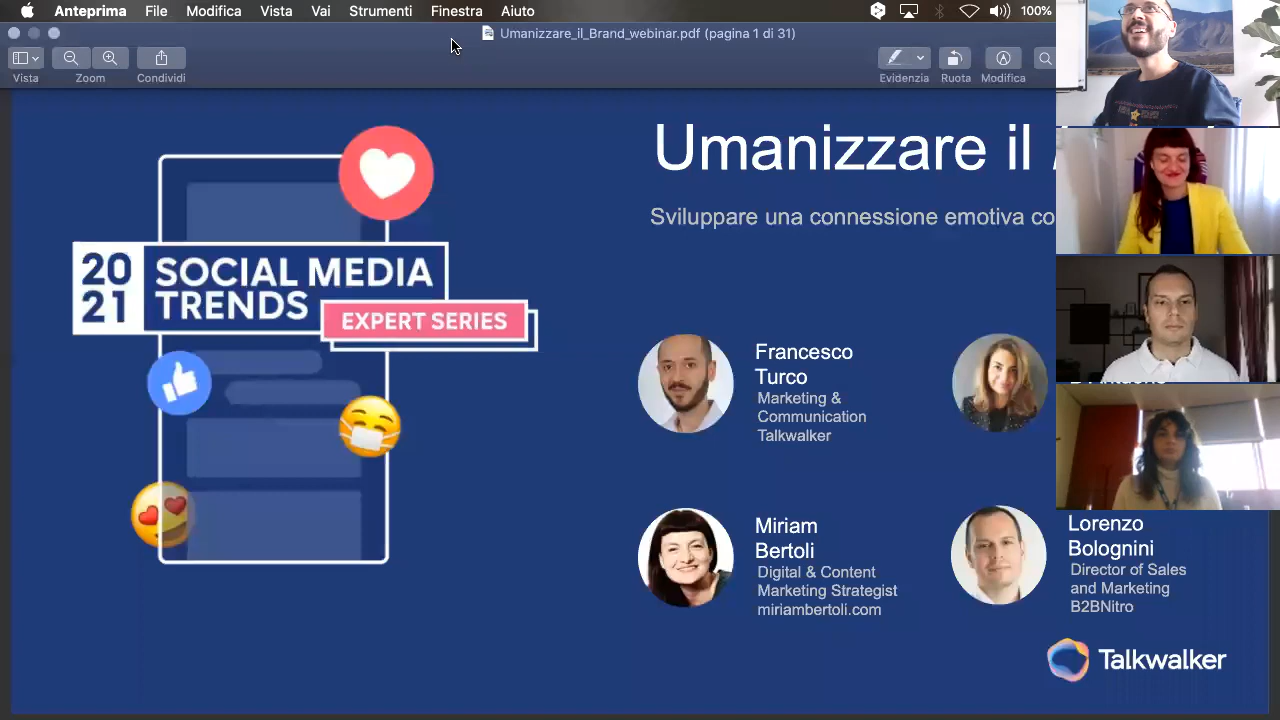 Anteprima File Modifica Vista Vai Strumenti Finestra Aiuto 100%
Umanizzare_il_Brand_webinar.pdf (pagina 1 di 31)
Vista Zoom Condividi Evidenzia Ruota Modifica
Umanizzare il
Sviluppare una connessione emotiva co
20
21
SOCIAL MEDIA
TRENDS
EXPERT SERIES
Francesco
Turco
Marketing &
Communication
Talkwalker
Miriam
Bertoli
Digital & Content
Marketing Strategist
miriambertoli.com
Lorenzo
Bolognini
Director of Sales
and Marketing
B2BNitro
Talkwalker